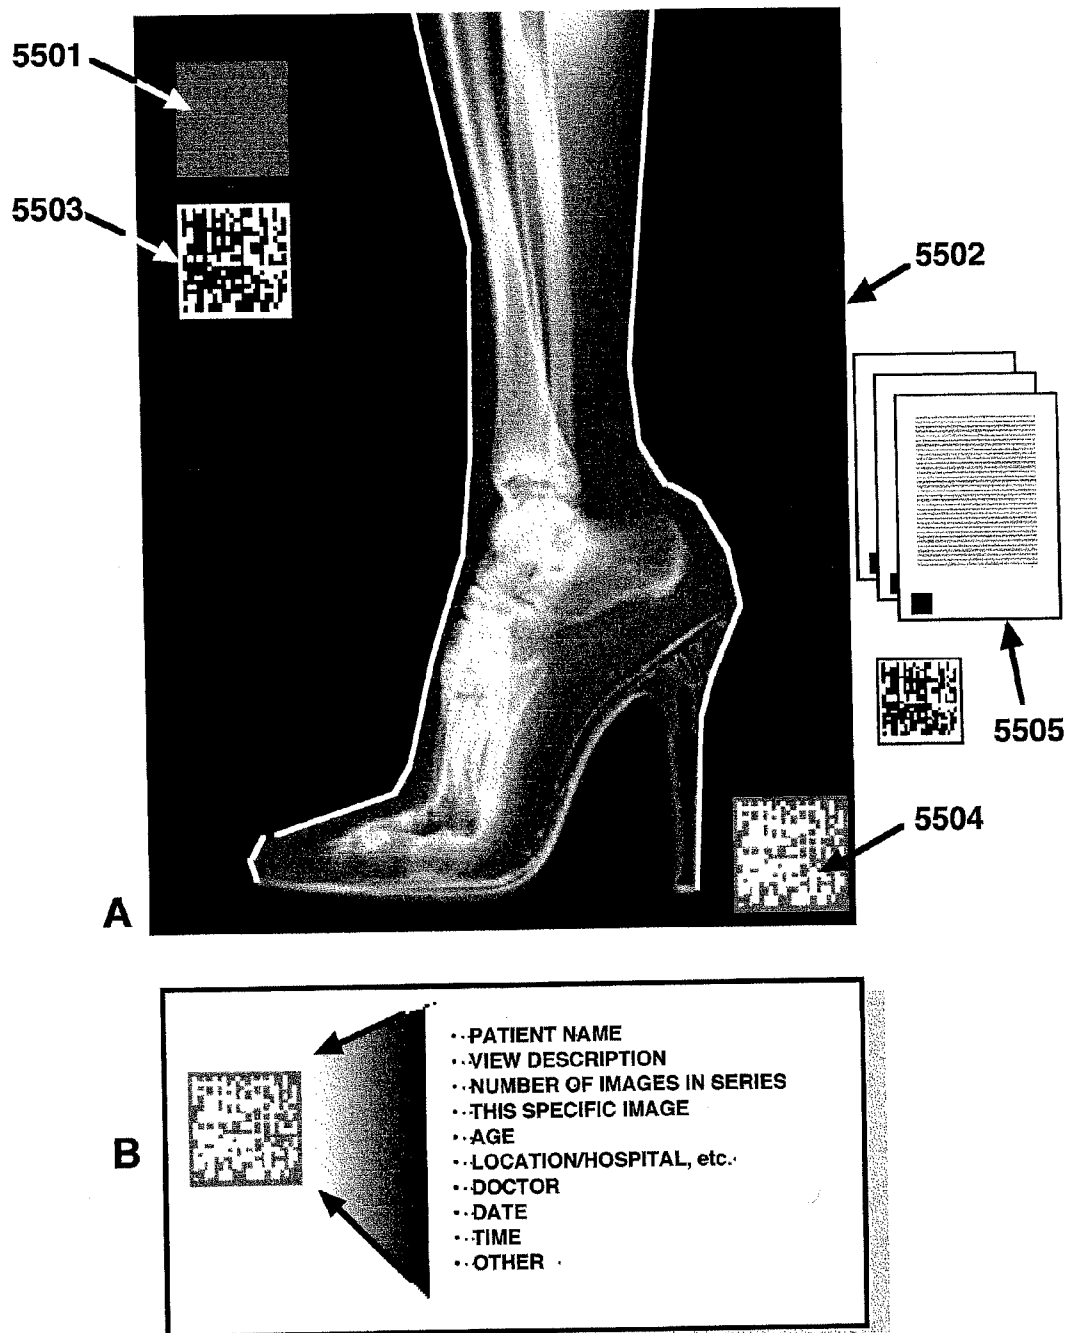 5501
5503
5502
5505
5504
A
B
··PATIENT NAME
··VIEW DESCRIPTION
··NUMBER OF IMAGES IN SERIES
··THIS SPECIFIC IMAGE
··AGE
··LOCATION/HOSPITAL, etc.
··DOCTOR
··DATE
··TIME
··OTHER